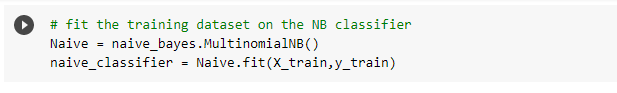 # fit the training dataset on the NB classifier
Naive = naive_bayes.MultinomialNB()
naive_classifier = Naive.fit(X_train,y_train)